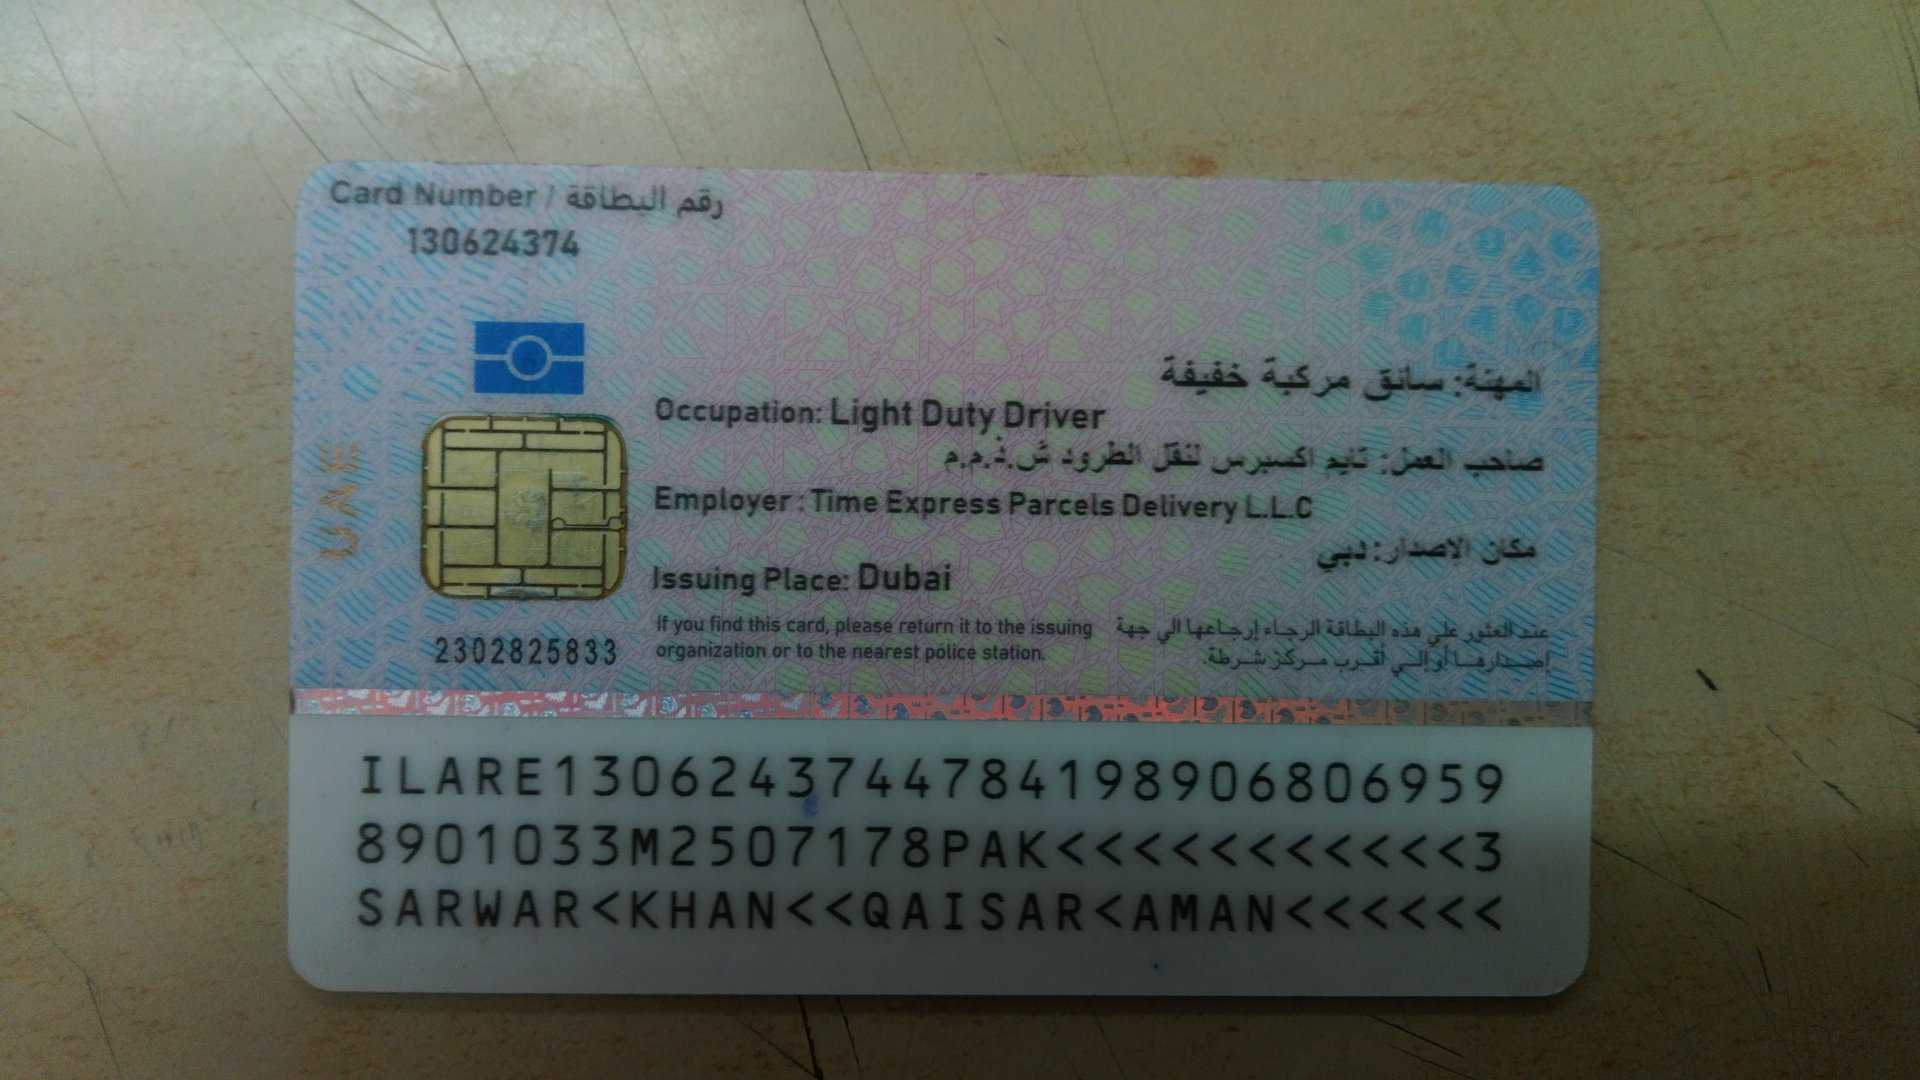 Card Number / رقم البطاقة
130624374
المهنة: سائق مركبة خفيفة
Occupation: Light Duty Driver
صاحب العمل: تايم اكسبرس لنقل الطرود ش.ذ.م.م
Employer : Time Express Parcels Delivery L.L.C
مكان الاصدار: دبي
Issuing Place: Dubai
If you find this card, please return it to the issuing
organization or to the nearest police station.
عند العثور علي هذه البطاقة الرجاء إرجاعها الي جهة
إصدارها أو إلي أقرب مركز شرطة.
UAE
2302825833
ILARE1306243744784198906806959
8901033M2507178PAK<<<<<<<<<<<3
SARWAR<KHAN<<QAISAR<AMAN<<<<<<